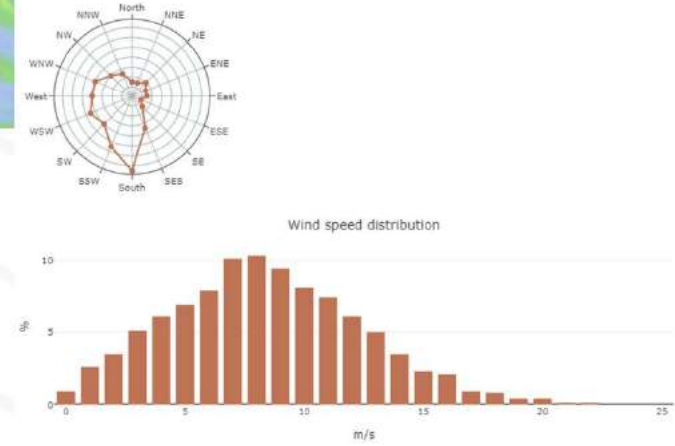 North
NNW
NNE
NW
NE
WNW
ENE
West
East
WSW
ESE
SW
SE
SSW
SES
South
Wind speed distribution
10
%
5
0
0
5
10
15
20
25
m/s